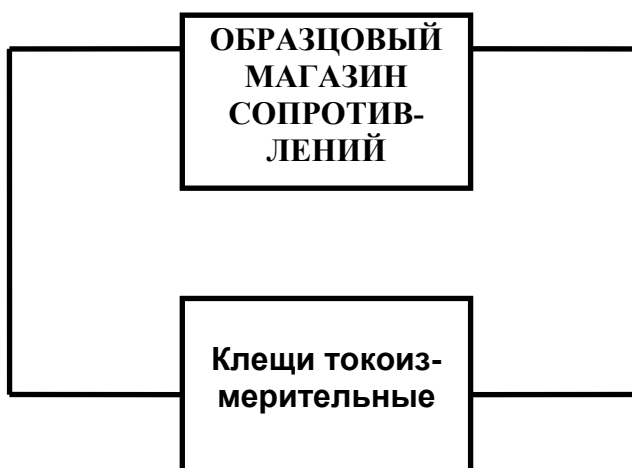 ОБРАЗЦОВЫЙ
МАГАЗИН
СОПРОТИВ-
ЛЕНИЙ
Клещи токоиз-
мерительные